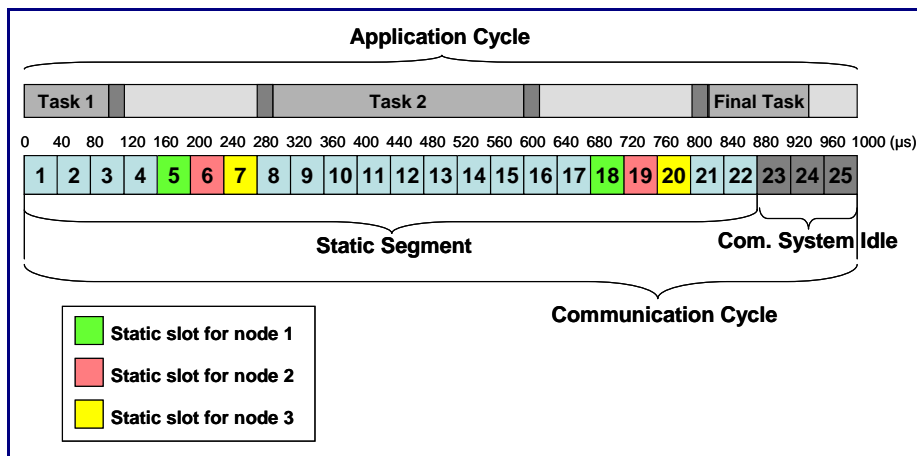 Application Cycle
Task 1 Task 2 Final Task
0 40 80 120 160 200 240 280 320 360 400 440 480 520 560 600 640 680 720 760 800 840 880 920 960 1000 (µs)
1 2 3 4 5 6 7 8 9 10 11 12 13 14 15 16 17 18 19 20 21 22 23 24 25
Static Segment
Com. System Idle
Communication Cycle
Static slot for node 1
Static slot for node 2
Static slot for node 3